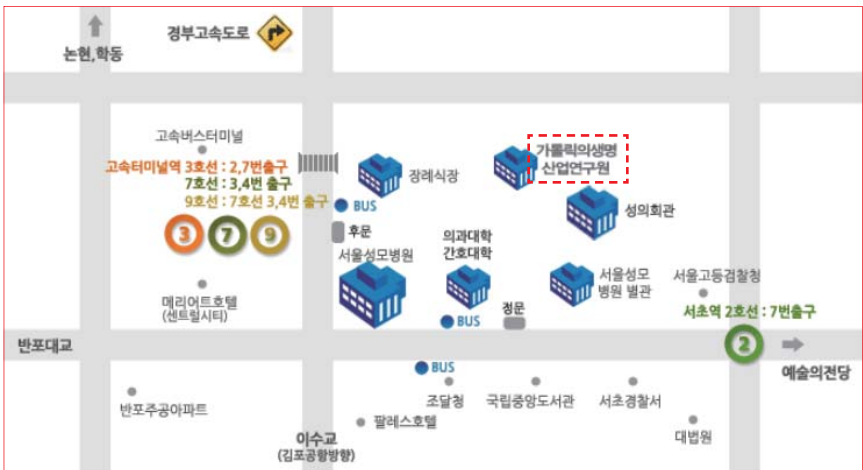 경부고속도로
논현,학동
고속버스터미널
고속터미널역 3호선 : 2,7번출구
7호선 : 3,4번 출구
9호선 : 7호선 3,4번 출구
3 7 9
메리어트호텔
(센트럴시티)
장례식장
BUS
후문
서울성모병원
의과대학
간호대학
BUS
정문
가톨릭의생명
산업연구원
성의회관
서울성모
병원 별관
서울고등검찰청
서초역 2호선 : 7번출구
2
반포대교
예술의전당
BUS
반포주공아파트
조달청
국립중앙도서관
서초경찰서
팔레스호텔
대법원
이수교
(김포공항방향)